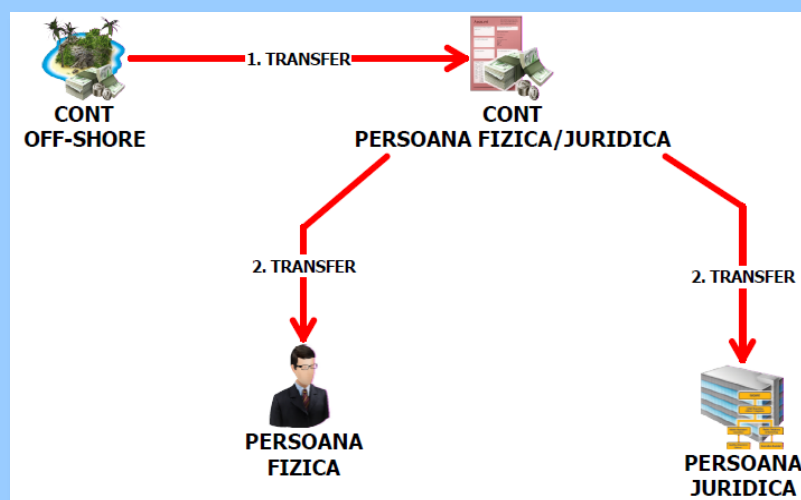 1. TRANSFER
CONT
OFF-SHORE
CONT
PERSOANA FIZICA/JURIDICA
2. TRANSFER
2. TRANSFER
PERSOANA
FIZICA
PERSOANA
JURIDICA